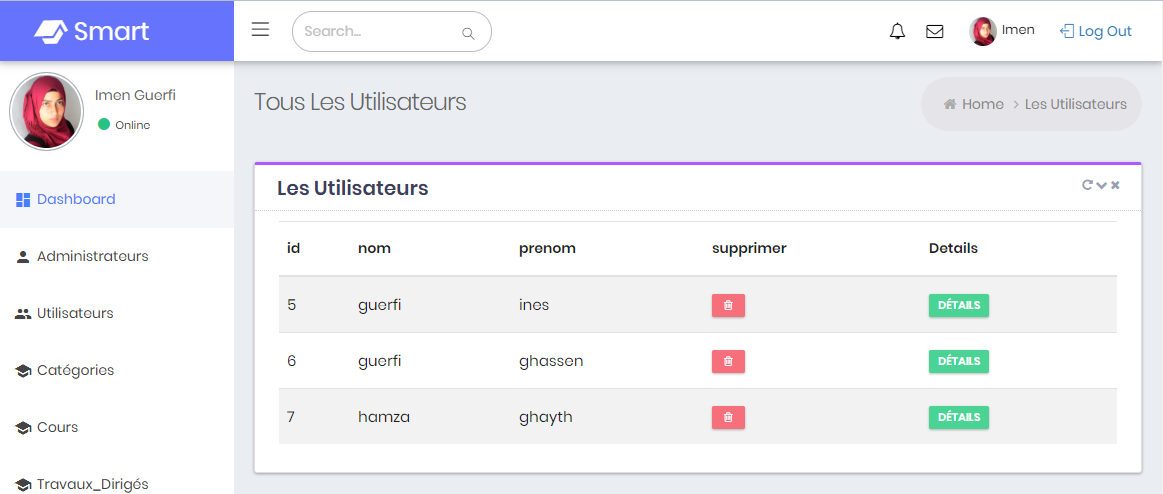 Smart
Search...
Imen
Log Out
Imen Guerfi
Online
Tous Les Utilisateurs
Home > Les Utilisateurs
Dashboard
Administrateurs
Utilisateurs
Catégories
Cours
Travaux_Dirigés
Les Utilisateurs
id nom prenom supprimer Details
5 guerfi ines DÉTAILS
6 guerfi ghassen DÉTAILS
7 hamza ghayth DÉTAILS